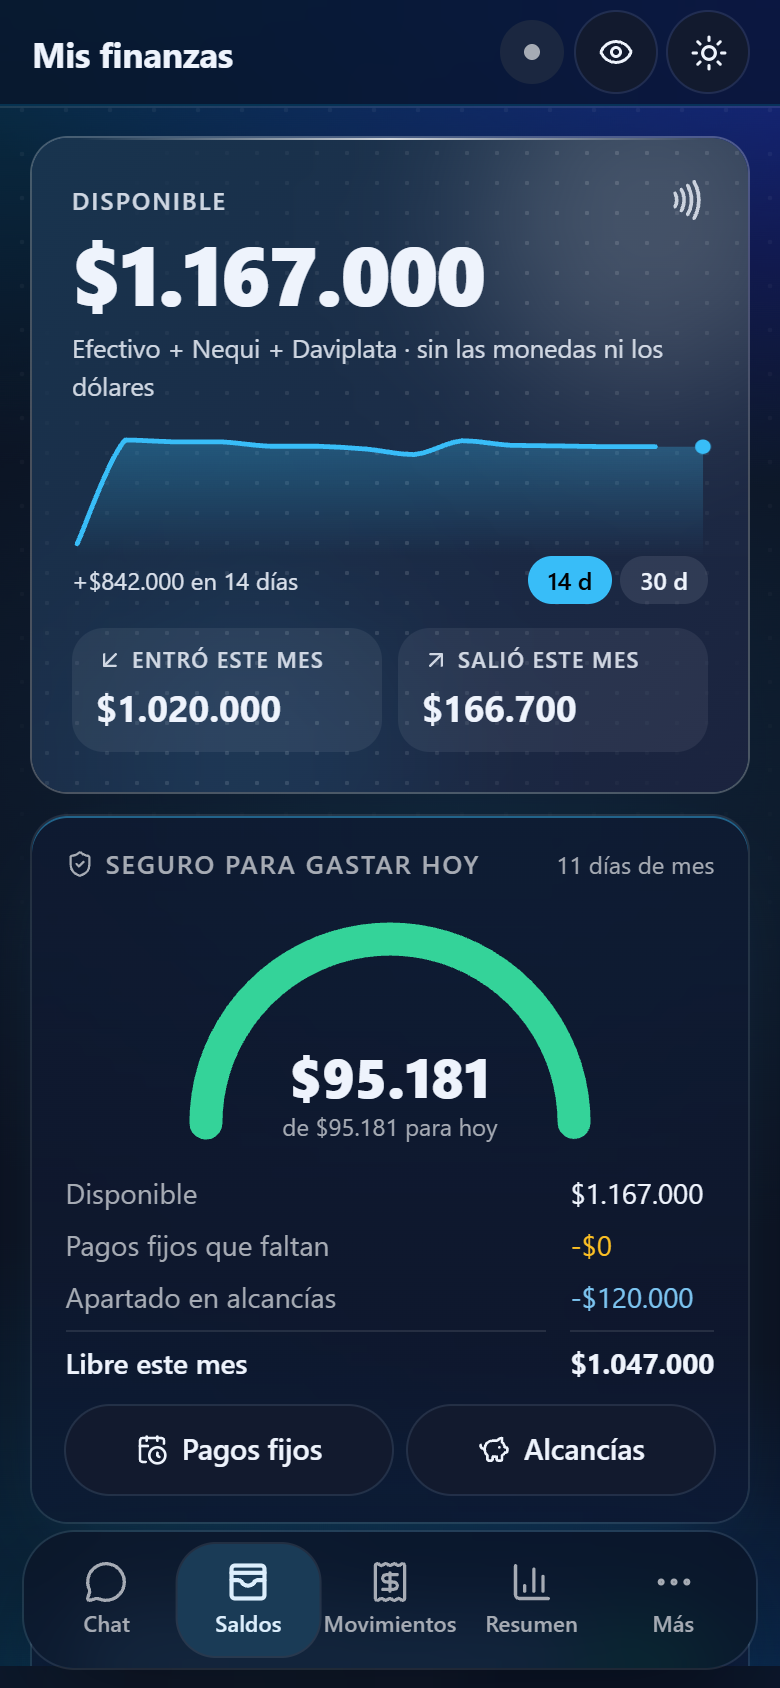 Mis finanzas
DISPONIBLE
$1.167.000
Efectivo + Nequi + Daviplata · sin las monedas ni los
dólares
+$842.000 en 14 días
14 d
30 d
ENTRÓ ESTE MES
$1.020.000
SALIÓ ESTE MES
$166.700
SEGURO PARA GASTAR HOY
11 días de mes
$95.181
de $95.181 para hoy
Disponible $1.167.000
Pagos fijos que faltan -$0
Apartado en alcancías -$120.000
Libre este mes $1.047.000
Pagos fijos
Alcancías
Chat
Saldos
Movimientos
Resumen
Más